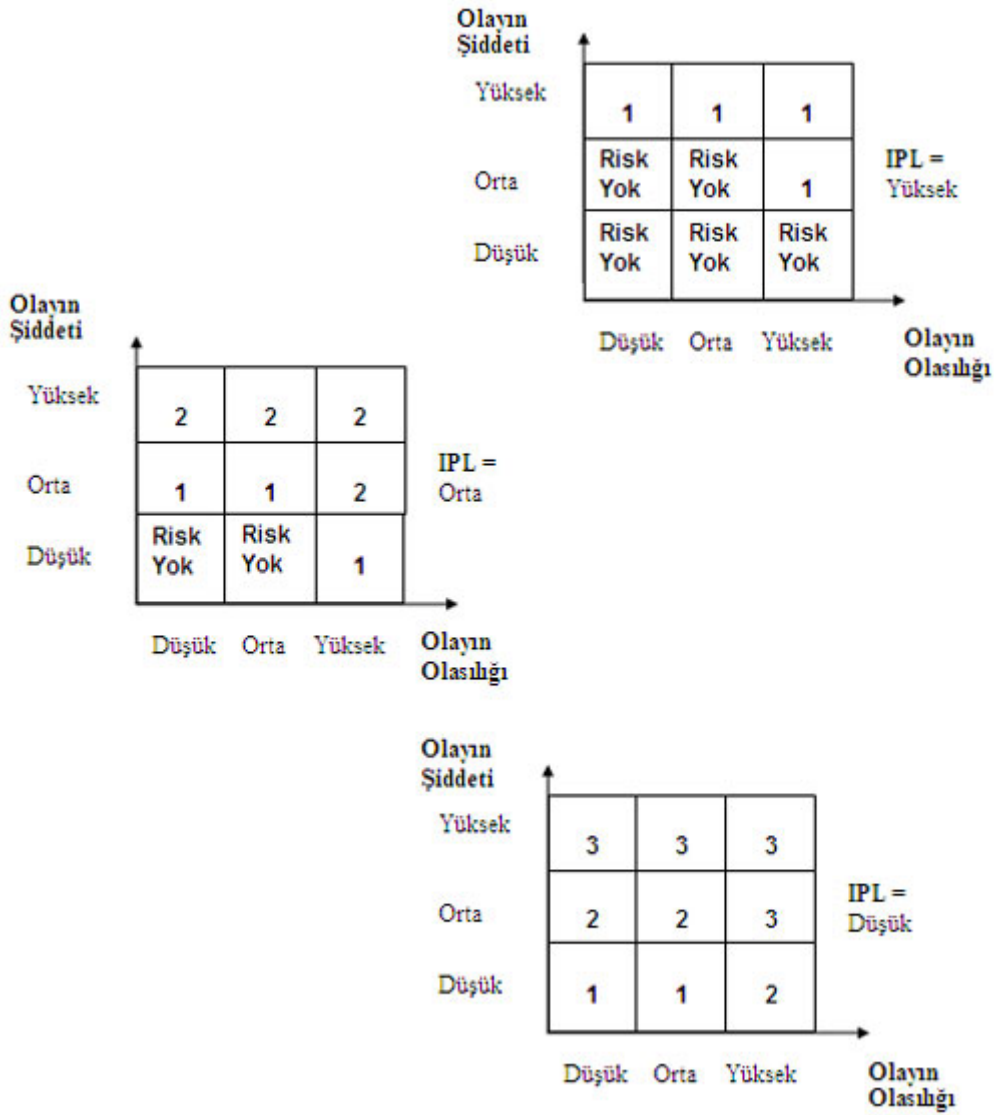 Olayın
Şiddeti
Yüksek
1 1 1
Orta
Risk Risk
Yok Yok 1
IPL =
Yüksek
Düşük
Risk Risk Risk
Yok Yok Yok
Düşük Orta Yüksek
Olayın
Olasılığı
Olayın
Şiddeti
Yüksek
2 2 2
Orta
1 1 2
IPL =
Orta
Düşük
Risk Risk
Yok Yok 1
Düşük Orta Yüksek
Olayın
Olasılığı
Olayın
Şiddeti
Yüksek
3 3 3
Orta
2 2 3
IPL =
Düşük
Düşük
1 1 2
Düşük Orta Yüksek
Olayın
Olasılığı